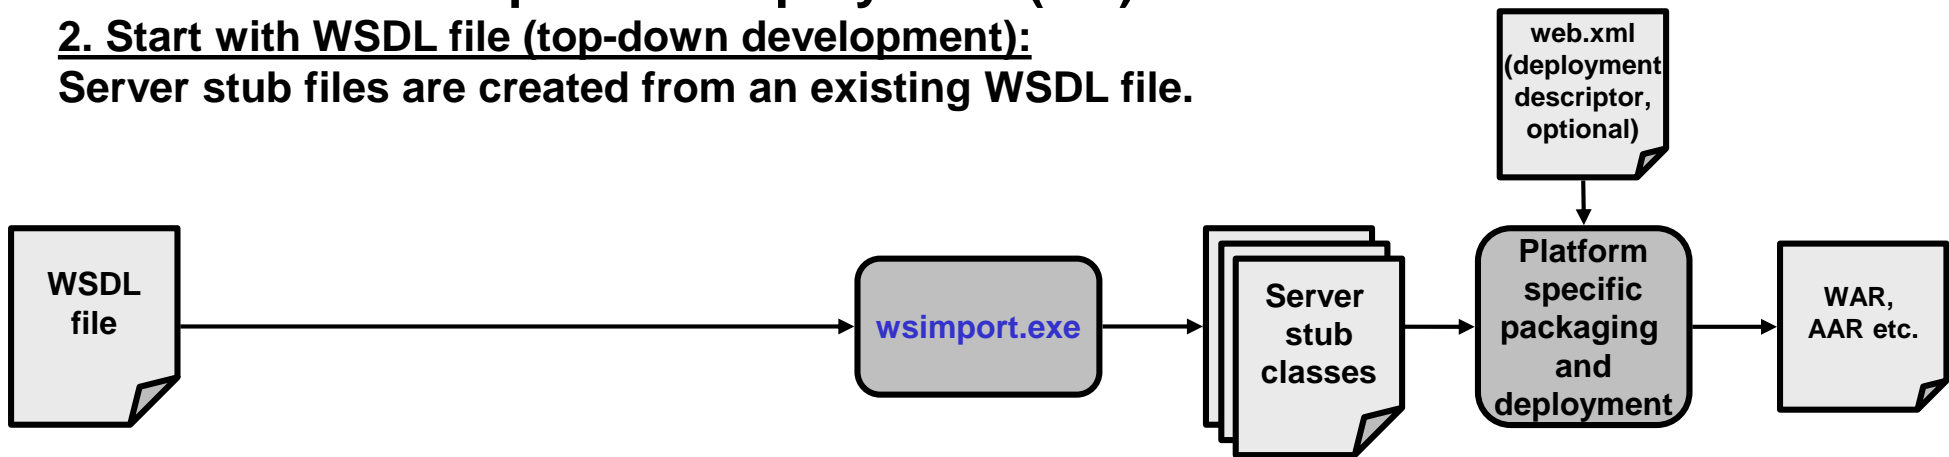 2. Start with WSDL file (top-down development):
Server stub files are created from an existing WSDL file.
web.xml
(deployment
descriptor,
optional)
WSDL
file
wsimport.exe
Server
stub
classes
Platform
specific
packaging
and
deployment
WAR,
AAR etc.